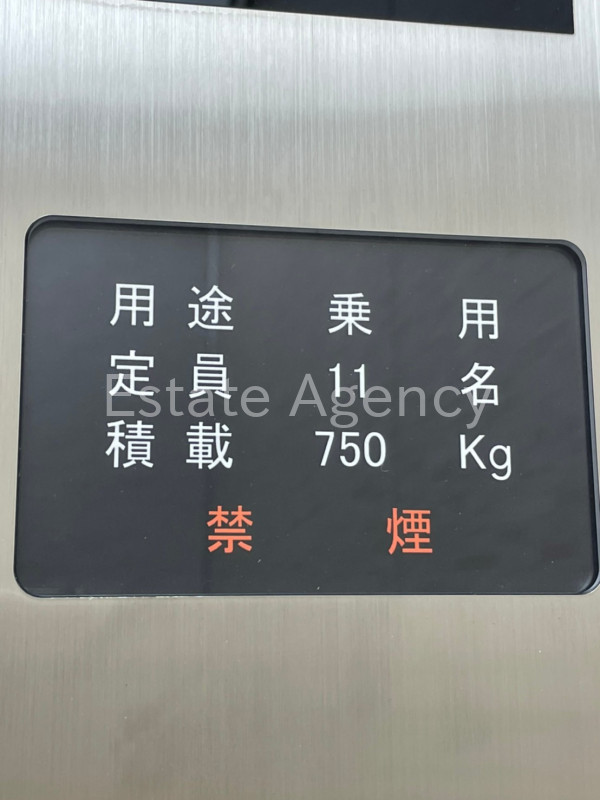 用途 乗用
定員 11 名
Estate Agency
積載 750 Kg
禁煙